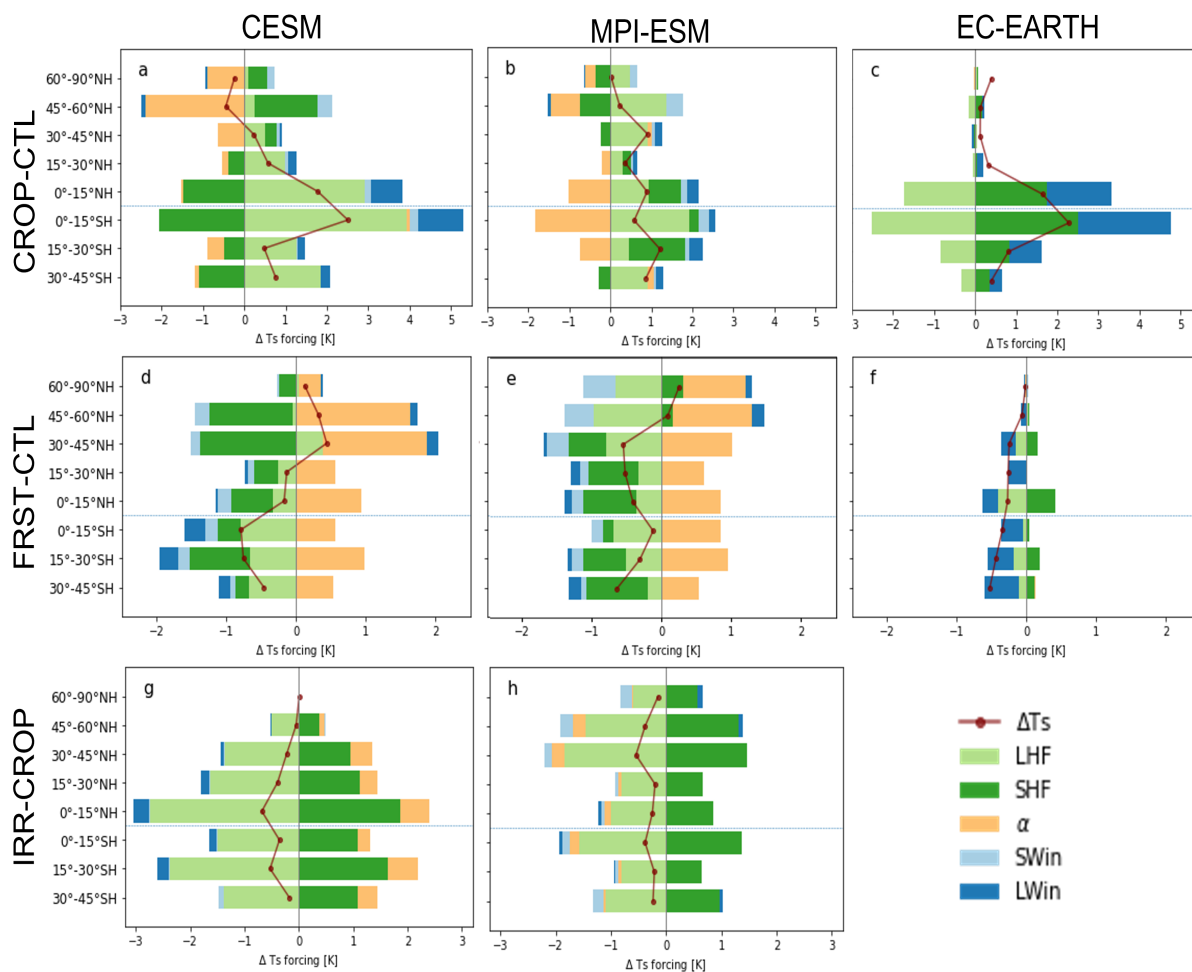 CESM MPI-ESM EC-EARTH
CROP-CTL
a b c
60°-90°NH
45°-60°NH
30°-45°NH
15°-30°NH
0°-15°NH
0°-15°SH
15°-30°SH
30°-45°SH
−3 −2 −1 0 1 2 3 4 5 −3 −2 −1 0 1 2 3 4 5 −3 −2 −1 0 1 2 3 4 5
Δ Ts forcing [K] Δ Ts forcing [K] Δ Ts forcing [K]
FRST-CTL
d e f
60°-90°NH
45°-60°NH
30°-45°NH
15°-30°NH
0°-15°NH
0°-15°SH
15°-30°SH
30°-45°SH
−2 −1 0 1 2 −2 −1 0 1 2 −2 −1 0 1 2
Δ Ts forcing [K] Δ Ts forcing [K] Δ Ts forcing [K]
IRR-CROP
g h
60°-90°NH
45°-60°NH
30°-45°NH
15°-30°NH
0°-15°NH
0°-15°SH
15°-30°SH
30°-45°SH
−3 −2 −1 0 1 2 3 −3 −2 −1 0 1 2 3
Δ Ts forcing [K] Δ Ts forcing [K]
ΔTs
LHF
SHF
α
SWin
LWin